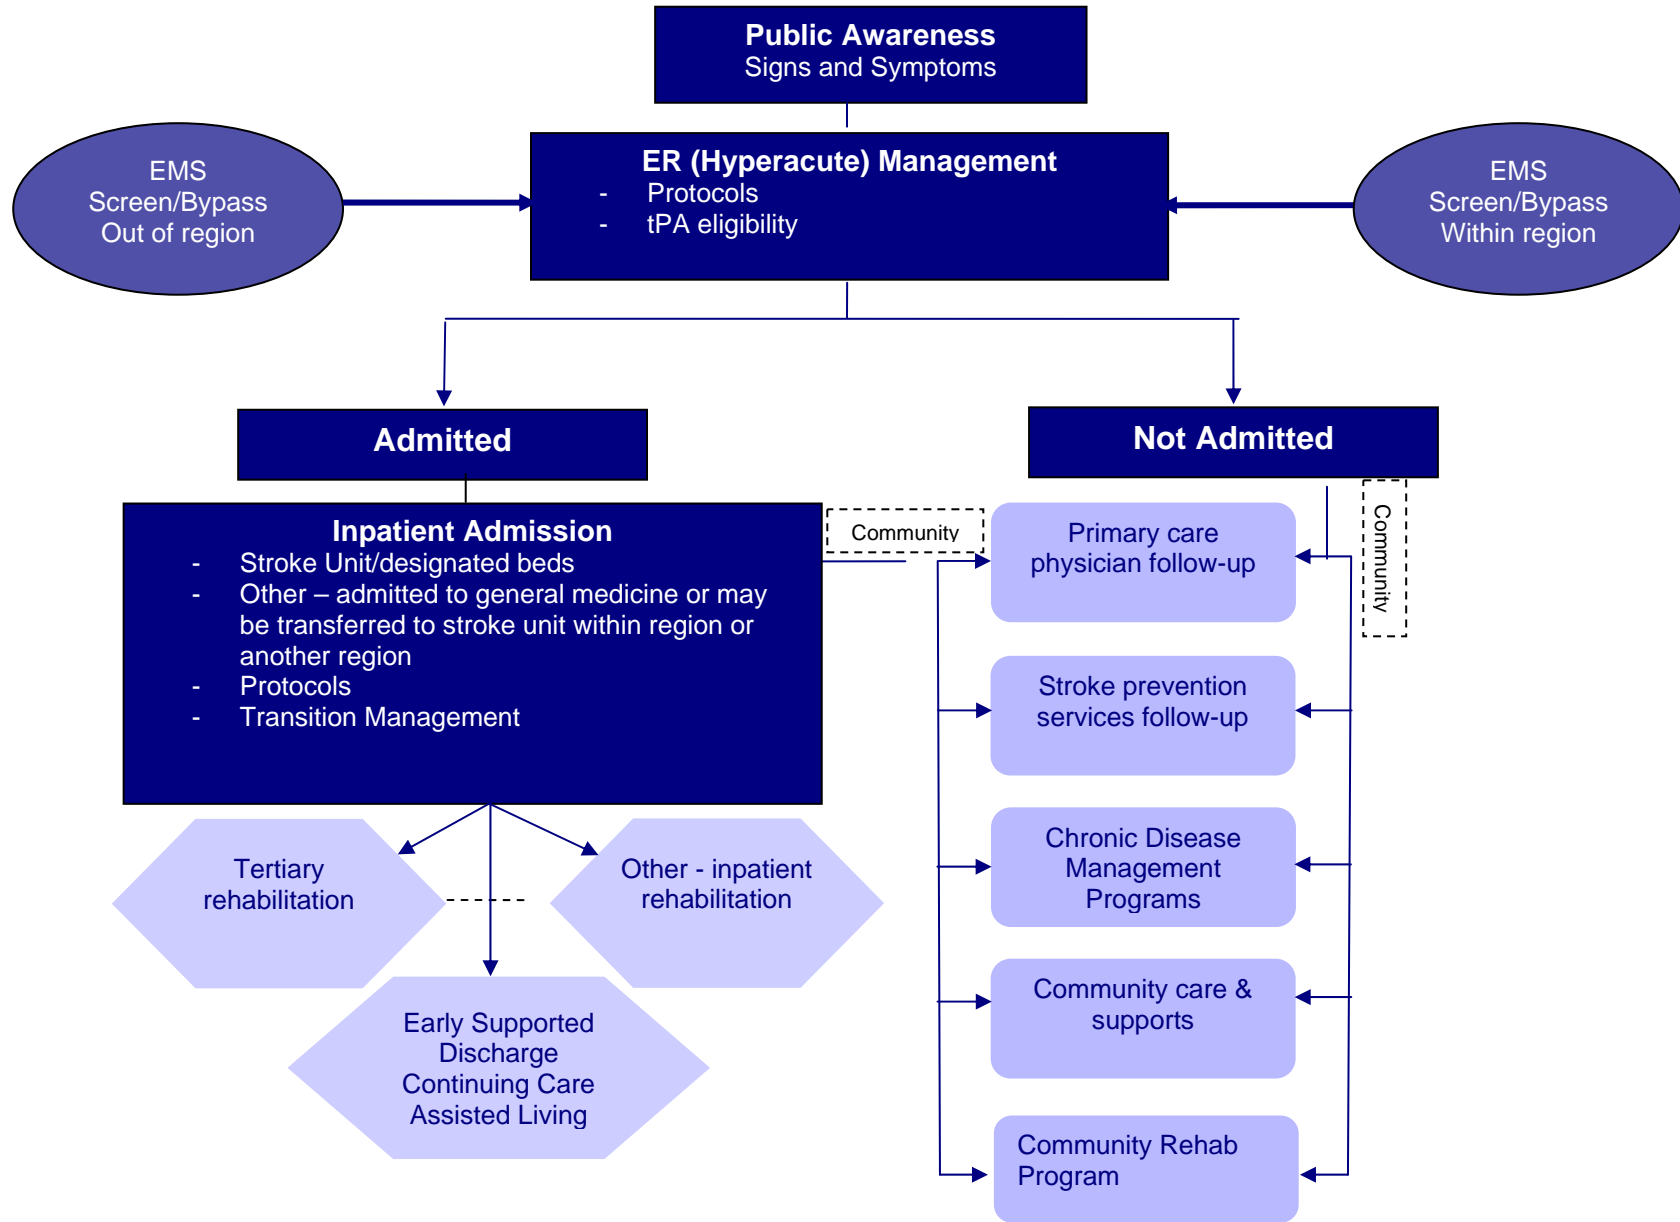 Public Awareness
Signs and Symptoms
EMS
Screen/Bypass
Out of region
ER (Hyperacute) Management
- Protocols
- tPA eligibility
EMS
Screen/Bypass
Within region
Admitted
Not Admitted
Inpatient Admission
- Stroke Unit/designated beds
- Other – admitted to general medicine or may
be transferred to stroke unit within region or
another region
- Protocols
- Transition Management
Community
Community
Primary care
physician follow-up
Stroke prevention
services follow-up
Chronic Disease
Management
Programs
Community care &
supports
Community Rehab
Program
Tertiary
rehabilitation
Other - inpatient
rehabilitation
Early Supported
Discharge
Continuing Care
Assisted Living